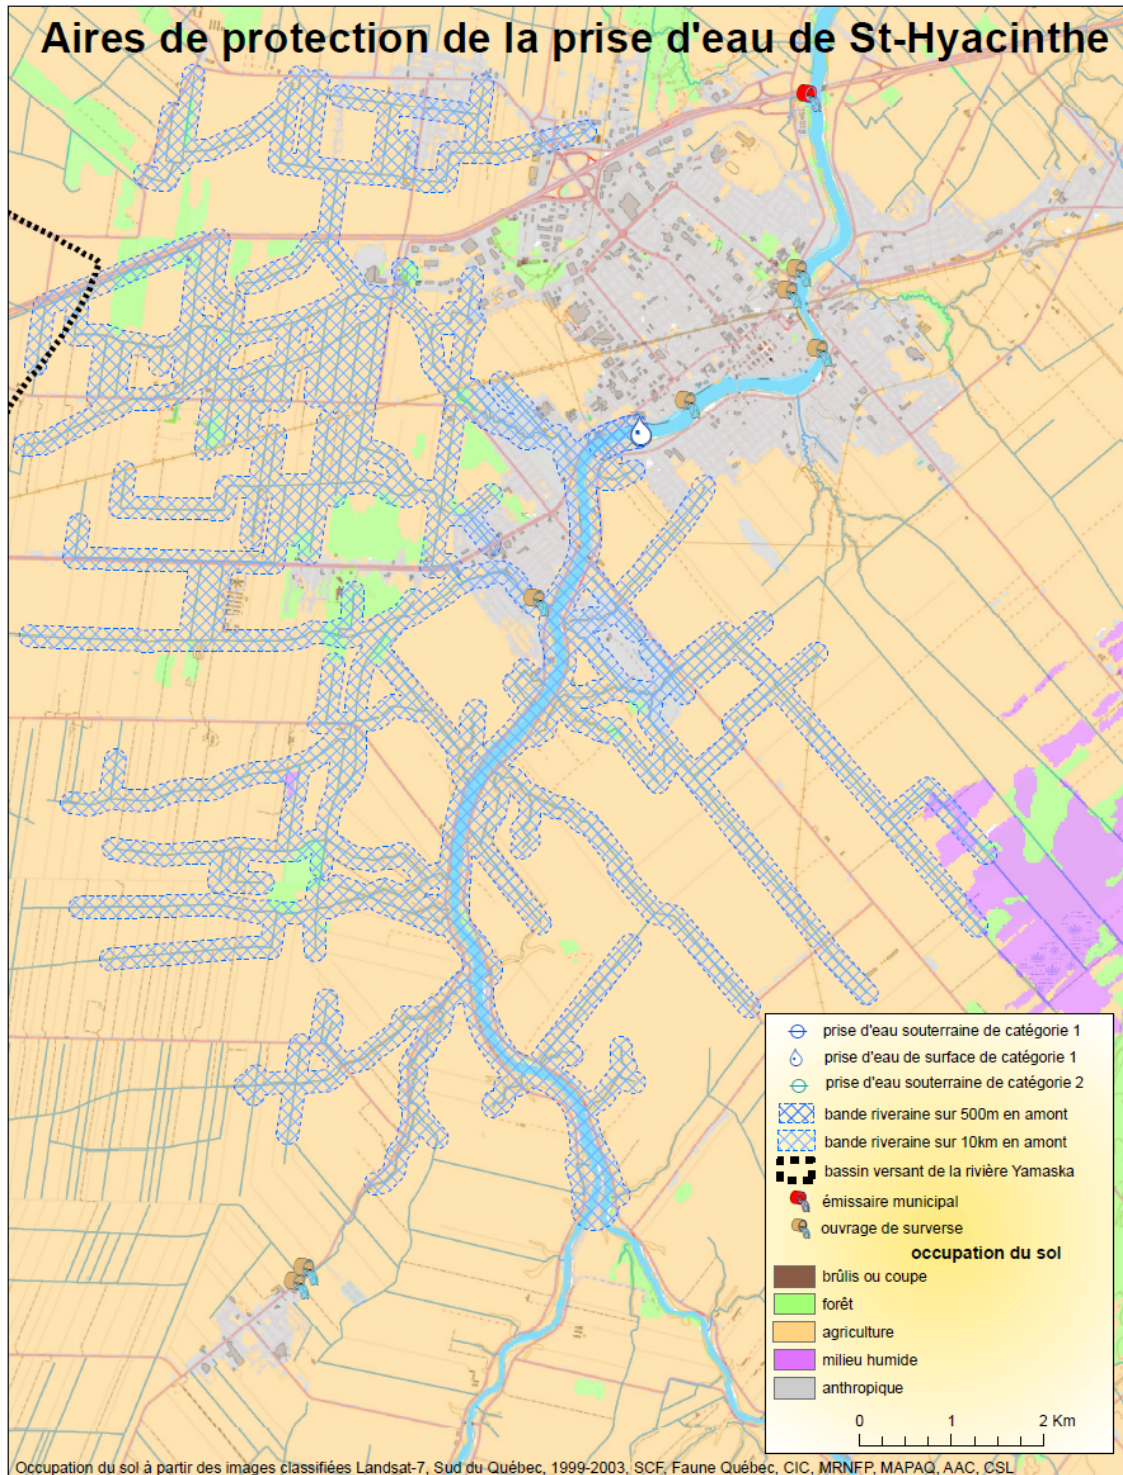 Aires de protection de la prise d'eau de St-Hyacinthe
prise d'eau souterraine de catégorie 1
prise d'eau de surface de catégorie 1
prise d'eau souterraine de catégorie 2
bande riveraine sur 500m en amont
bande riveraine sur 10km en amont
bassin versant de la rivière Yamaska
émissaire municipal
ouvrage de surverse
occupation du sol
brûlis ou coupe
forêt
agriculture
milieu humide
anthropique
0 1 2 Km
Occupation du sol à partir des images classifiées Landsat-7, Sud du Québec, 1999-2003, SCF, Faune Québec, CIC, MRNFP, MAPAQ, AAC, CSL